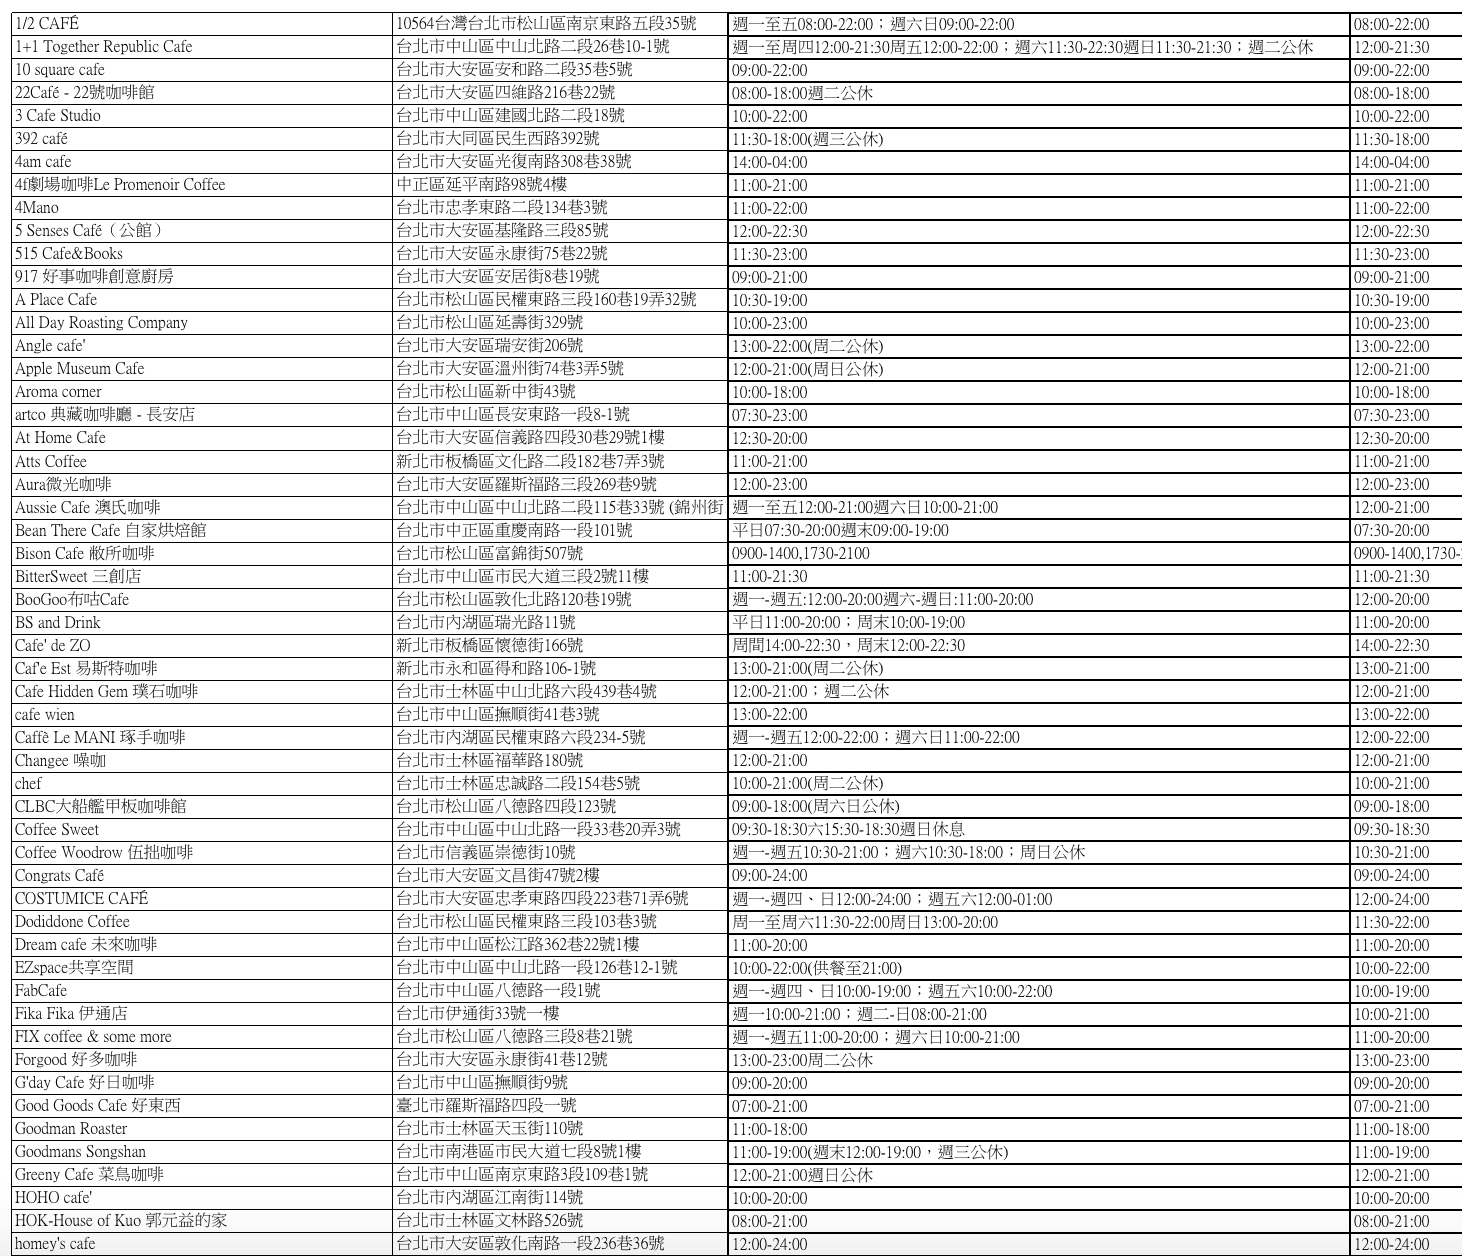 1/2 CAFÉ 10564台灣台北市松山區南京東路五段35號 週一至五08:00-22:00；週六日09:00-22:00 08:00-22:00
1+1 Together Republic Cafe 台北市中山區中山北路二段26巷10-1號 週一至周四12:00-21:30周五12:00-22:00；週六11:30-22:30週日11:30-21:30；週二公休 12:00-21:30
10 square cafe 台北市大安區安和路二段35巷5號 09:00-22:00 09:00-22:00
22Café - 22號咖啡館 台北市大安區四維路216巷22號 08:00-18:00週二公休 08:00-18:00
3 Cafe Studio 台北市中山區建國北路二段18號 10:00-22:00 10:00-22:00
392 café 台北市大同區民生西路392號 11:30-18:00(週三公休) 11:30-18:00
4am cafe 台北市大安區光復南路308巷38號 14:00-04:00 14:00-04:00
4f劇場咖啡Le Promenoir Coffee 中正區延平南路98號4樓 11:00-21:00 11:00-21:00
4Mano 台北市忠孝東路二段134巷3號 11:00-22:00 11:00-22:00
5 Senses Café（公館） 台北市大安區基隆路三段85號 12:00-22:30 12:00-22:30
515 Cafe&Books 台北市大安區永康街75巷22號 11:30-23:00 11:30-23:00
917 好事咖啡創意廚房 台北市大安區安居街8巷19號 09:00-21:00 09:00-21:00
A Place Cafe 台北市松山區民權東路三段160巷19弄32號 10:30-19:00 10:30-19:00
All Day Roasting Company 台北市松山區延壽街329號 10:00-23:00 10:00-23:00
Angle cafe' 台北市大安區瑞安街206號 13:00-22:00(周二公休) 13:00-22:00
Apple Museum Cafe 台北市大安區溫州街74巷3弄5號 12:00-21:00(周日公休) 12:00-21:00
Aroma corner 台北市松山區新中街43號 10:00-18:00 10:00-18:00
artco 典藏咖啡廳 - 長安店 台北市中山區長安東路一段8-1號 07:30-23:00 07:30-23:00
At Home Cafe 台北市大安區信義路四段30巷29號1樓 12:30-20:00 12:30-20:00
Atts Coffee 新北市板橋區文化路二段182巷7弄3號 11:00-21:00 11:00-21:00
Aura微光咖啡 台北市大安區羅斯福路三段269巷9號 12:00-23:00 12:00-23:00
Aussie Cafe 澳氏咖啡 台北市中山區中山北路二段115巷33號 (錦州街 週一至五12:00-21:00週六日10:00-21:00 12:00-21:00
Bean There Cafe 自家烘焙館 台北市中正區重慶南路一段101號 平日07:30-20:00週末09:00-19:00 07:30-20:00
Bison Cafe 敝所咖啡 台北市松山區富錦街507號 0900-1400,1730-2100 0900-1400,1730-
BitterSweet 三創店 台北市中山區市民大道三段2號11樓 11:00-21:30 11:00-21:30
BooGoo布咕Cafe 台北市松山區敦化北路120巷19號 週一-週五:12:00-20:00週六-週日:11:00-20:00 12:00-20:00
BS and Drink 台北市內湖區瑞光路11號 平日11:00-20:00；周末10:00-19:00 11:00-20:00
Cafe' de ZO 新北市板橋區懷德街166號 周間14:00-22:30，周末12:00-22:30 14:00-22:30
Caf'e Est 易斯特咖啡 新北市永和區得和路106-1號 13:00-21:00(周二公休) 13:00-21:00
Cafe Hidden Gem 璞石咖啡 台北市士林區中山北路六段439巷4號 12:00-21:00；週二公休 12:00-21:00
cafe wien 台北市中山區撫順街41巷3號 13:00-22:00 13:00-22:00
Caffè Le MANI 琢手咖啡 台北市內湖區民權東路六段234-5號 週一-週五12:00-22:00；週六日11:00-22:00 12:00-22:00
Changee 噪咖 台北市士林區福華路180號 12:00-21:00 12:00-21:00
chef 台北市士林區忠誠路二段154巷5號 10:00-21:00(周二公休) 10:00-21:00
CLBC大船艦甲板咖啡館 台北市松山區八德路四段123號 09:00-18:00(周六日公休) 09:00-18:00
Coffee Sweet 台北市中山區中山北路一段33巷20弄3號 09:30-18:30六15:30-18:30週日休息 09:30-18:30
Coffee Woodrow 伍拙咖啡 台北市信義區崇德街10號 週一-週五10:30-21:00；週六10:30-18:00；周日公休 10:30-21:00
Congrats Café 台北市大安區文昌街47號2樓 09:00-24:00 09:00-24:00
COSTUMICE CAFÉ 台北市大安區忠孝東路四段223巷71弄6號 週一-週四、日12:00-24:00；週五六12:00-01:00 12:00-24:00
Dodiddone Coffee 台北市松山區民權東路三段103巷3號 周一至周六11:30-22:00周日13:00-20:00 11:30-22:00
Dream cafe 未來咖啡 台北市中山區松江路362巷22號1樓 11:00-20:00 11:00-20:00
EZspace共享空間 台北市中山區中山北路一段126巷12-1號 10:00-22:00(供餐至21:00) 10:00-22:00
FabCafe 台北市中山區八德路一段1號 週一-週四、日10:00-19:00；週五六10:00-22:00 10:00-19:00
Fika Fika 伊通店 台北市伊通街33號一樓 週一10:00-21:00；週二-日08:00-21:00 10:00-21:00
FIX coffee & some more 台北市松山區八德路三段8巷21號 週一-週五11:00-20:00；週六日10:00-21:00 11:00-20:00
Forgood 好多咖啡 台北市大安區永康街41巷12號 13:00-23:00周二公休 13:00-23:00
G'day Cafe 好日咖啡 台北市中山區撫順街9號 09:00-20:00 09:00-20:00
Good Goods Cafe 好東西 臺北市羅斯福路四段一號 07:00-21:00 07:00-21:00
Goodman Roaster 台北市士林區天玉街110號 11:00-18:00 11:00-18:00
Goodmans Songshan 台北市南港區市民大道七段8號1樓 11:00-19:00(週末12:00-19:00，週三公休) 11:00-19:00
Greeny Cafe 菜鳥咖啡 台北市中山區南京東路3段109巷1號 12:00-21:00週日公休 12:00-21:00
HOHO cafe' 台北市內湖區江南街114號 10:00-20:00 10:00-20:00
HOK-House of Kuo 郭元益的家 台北市士林區文林路526號 08:00-21:00 08:00-21:00
homey's cafe 台北市大安區敦化南路一段236巷36號 12:00-24:00 12:00-24:00